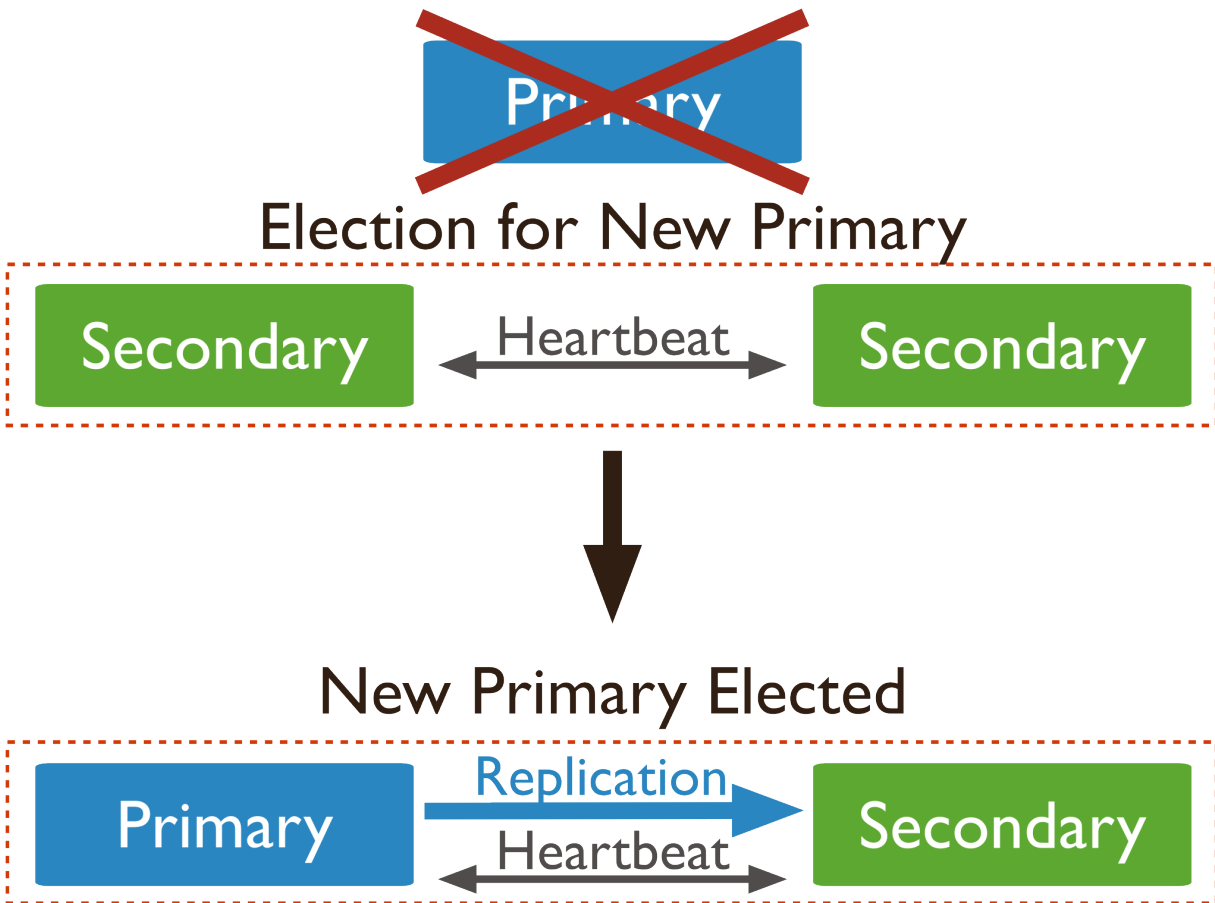 Primary
Election for New Primary
Secondary
Heartbeat
Secondary
New Primary Elected
Primary
Replication
Heartbeat
Secondary